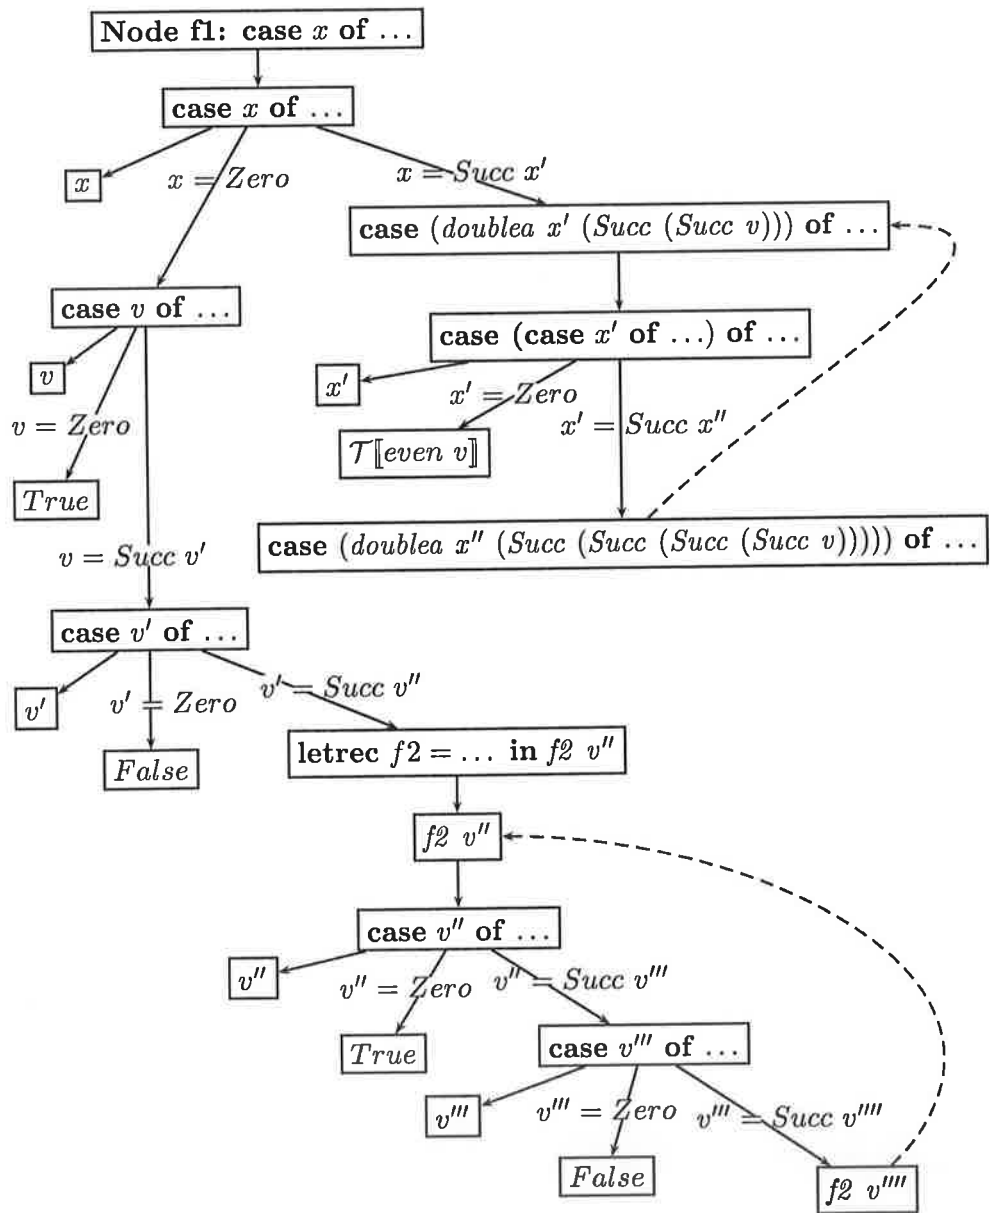 Node f1: case x of ...
case x of ...
x
x = Zero
x = Succ x′
case (doublea x′ (Succ (Succ v))) of ...
case v of ...
case (case x′ of ...) of ...
v
x′
x′ = Zero
v = Zero
x′ = Succ x″
𝒯⟦even v⟧
True
case (doublea x″ (Succ (Succ (Succ (Succ v))))) of ...
v = Succ v′
case v′ of ...
v′
v′ = Zero
v′ = Succ v″
letrec f2 = ... in f2 v″
False
f2 v″
case v″ of ...
v″
v″ = Zero
v″ = Succ v‴
True
case v‴ of ...
v‴
v‴ = Zero
v‴ = Succ v⁗
False
f2 v⁗